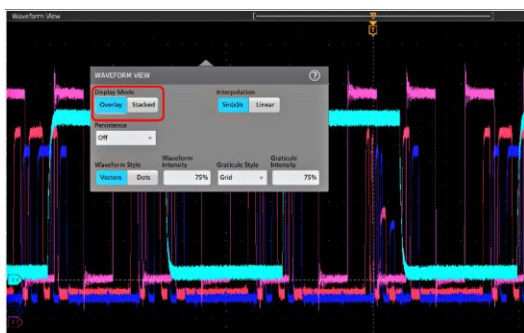 Waveform View
WAVEFORM VIEW
Display Mode
Interpolation
Overlay Stacked
Sin(x)/x Linear
Persistence
Off
Waveform Style
Waveform Intensity
Graticule Style
Graticule Intensity
Vectors Dots
75%
Grid
75%